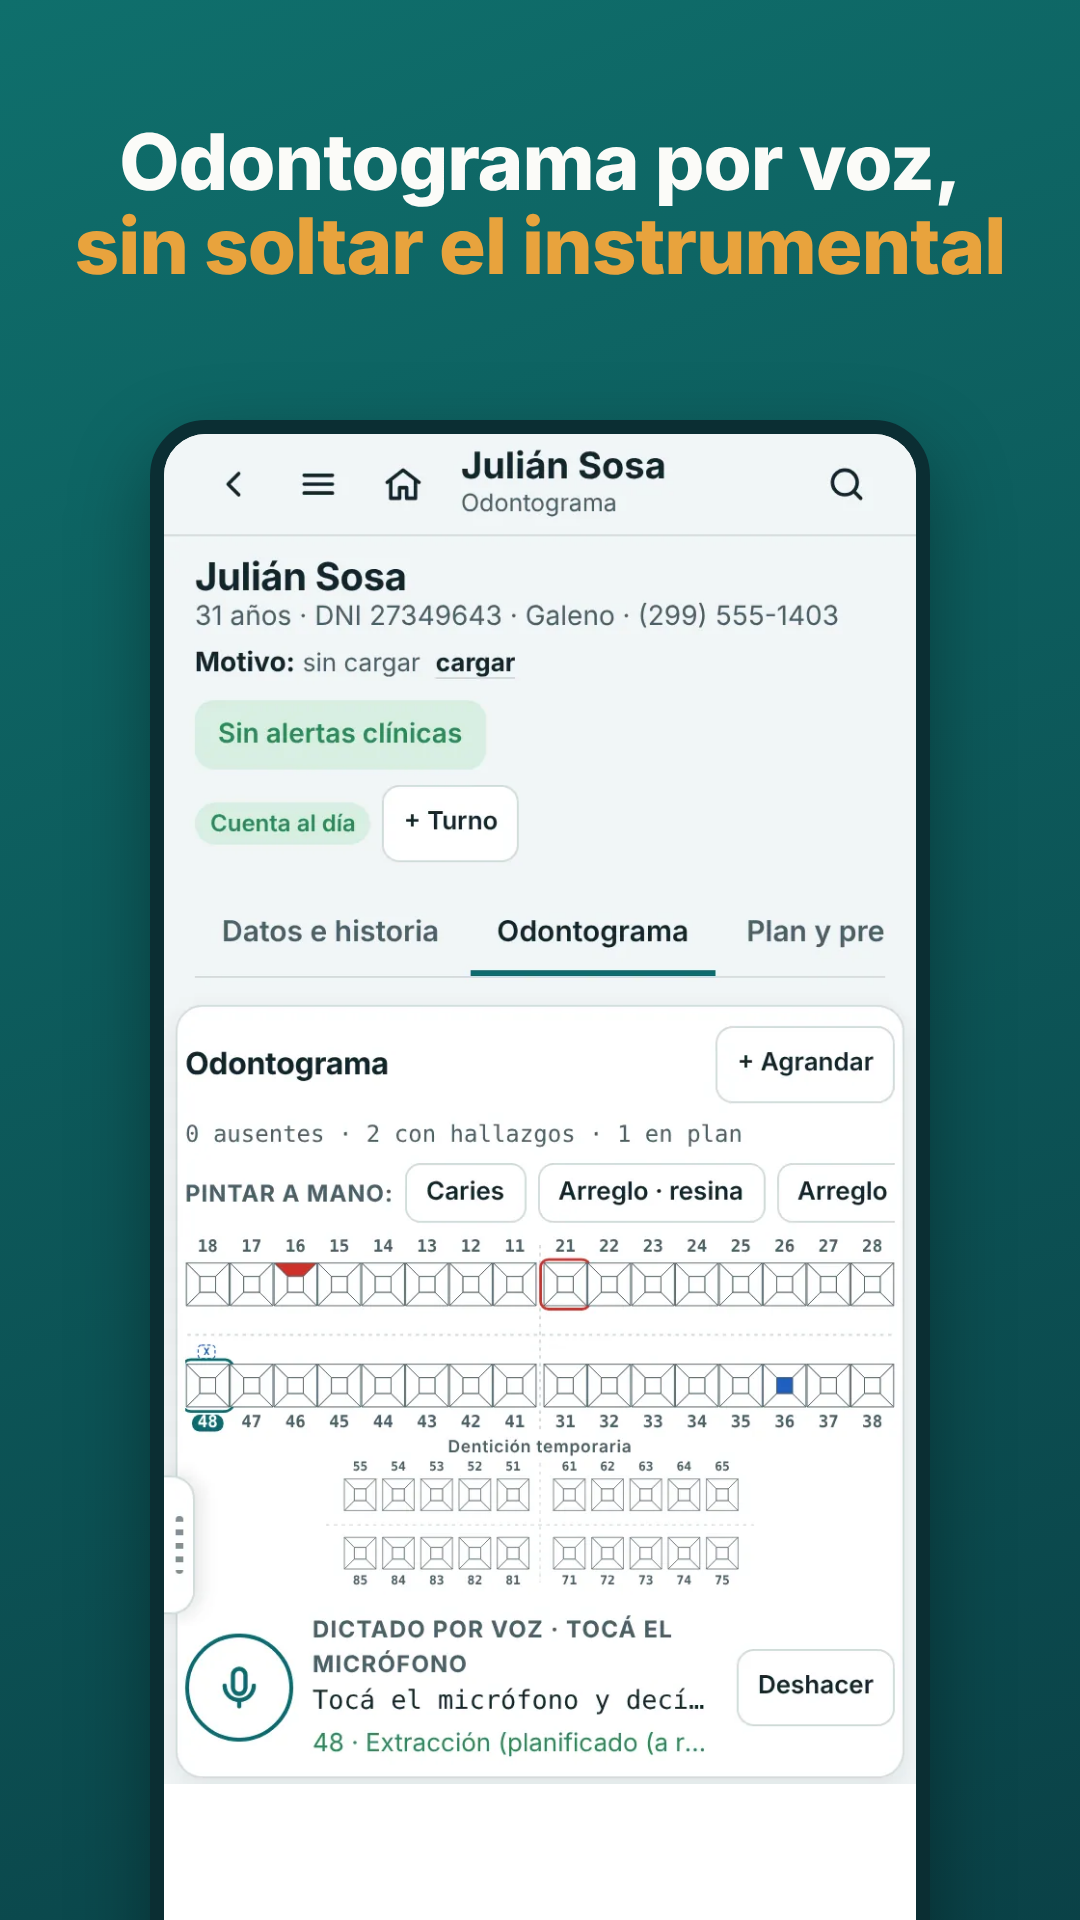 Odontograma por voz,
sin soltar el instrumental
Julián Sosa
Odontograma
Julián Sosa
31 años · DNI 27349643 · Galeno · (299) 555-1403
Motivo: sin cargar cargar
Sin alertas clínicas
Cuenta al día + Turno
Datos e historia Odontograma Plan y pre
Odontograma + Agrandar
0 ausentes · 2 con hallazgos · 1 en plan
PINTAR A MANO: Caries Arreglo · resina Arreglo
18 17 16 15 14 13 12 11 21 22 23 24 25 26 27 28
X
48 47 46 45 44 43 42 41 31 32 33 34 35 36 37 38
Dentición temporaria
55 54 53 52 51 61 62 63 64 65
85 84 83 82 81 71 72 73 74 75
DICTADO POR VOZ · TOCÁ EL
MICRÓFONO
Tocá el micrófono y decí…
48 · Extracción (planificado (a r...
Deshacer